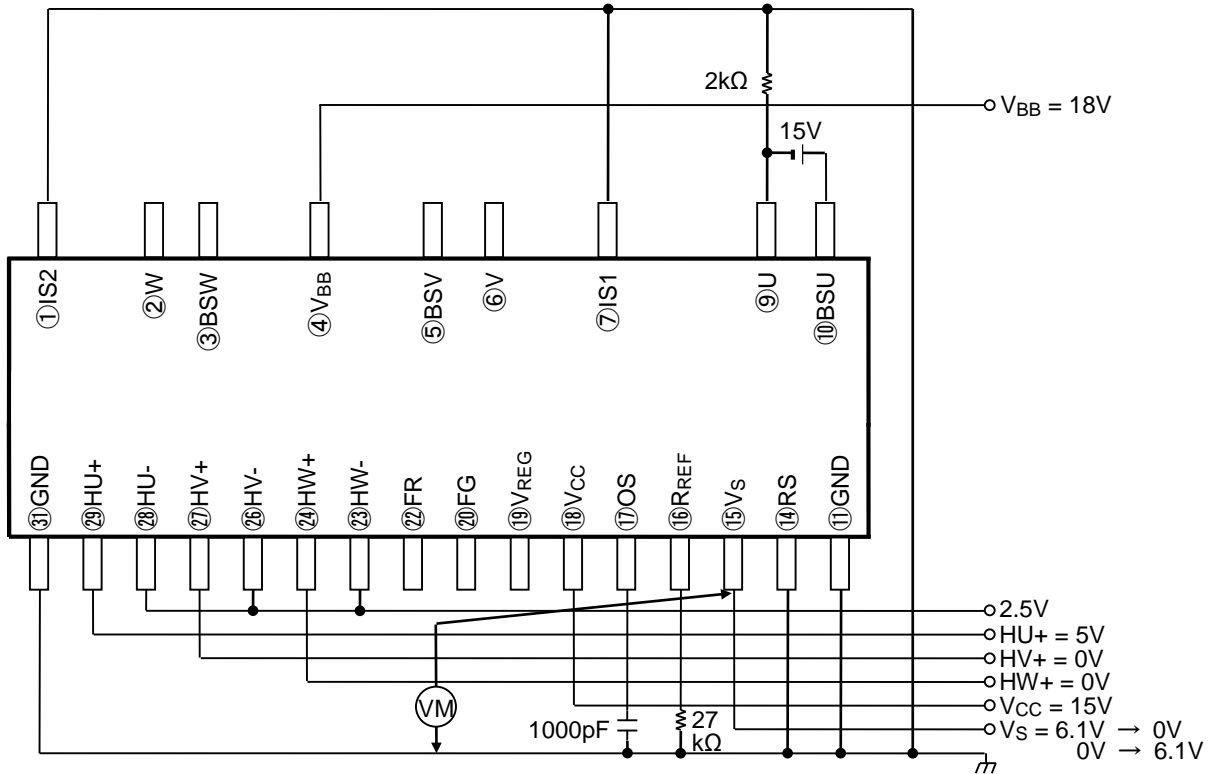 2kΩ
VBB = 18V
15V
①IS2
②W
③BSW
④VBB
⑤BSV
⑥V
⑦IS1
⑨U
⑩BSU
㉛GND
㉙HU+
㉘HU-
㉗HV+
㉖HV-
㉔HW+
㉓HW-
㉒FR
⑳FG
⑲VREG
⑱VCC
⑰OS
⑯RREF
⑮VS
⑭RS
⑪GND
2.5V
HU+ = 5V
HV+ = 0V
HW+ = 0V
VCC = 15V
VS = 6.1V → 0V
0V → 6.1V
VM
1000pF
27
kΩ